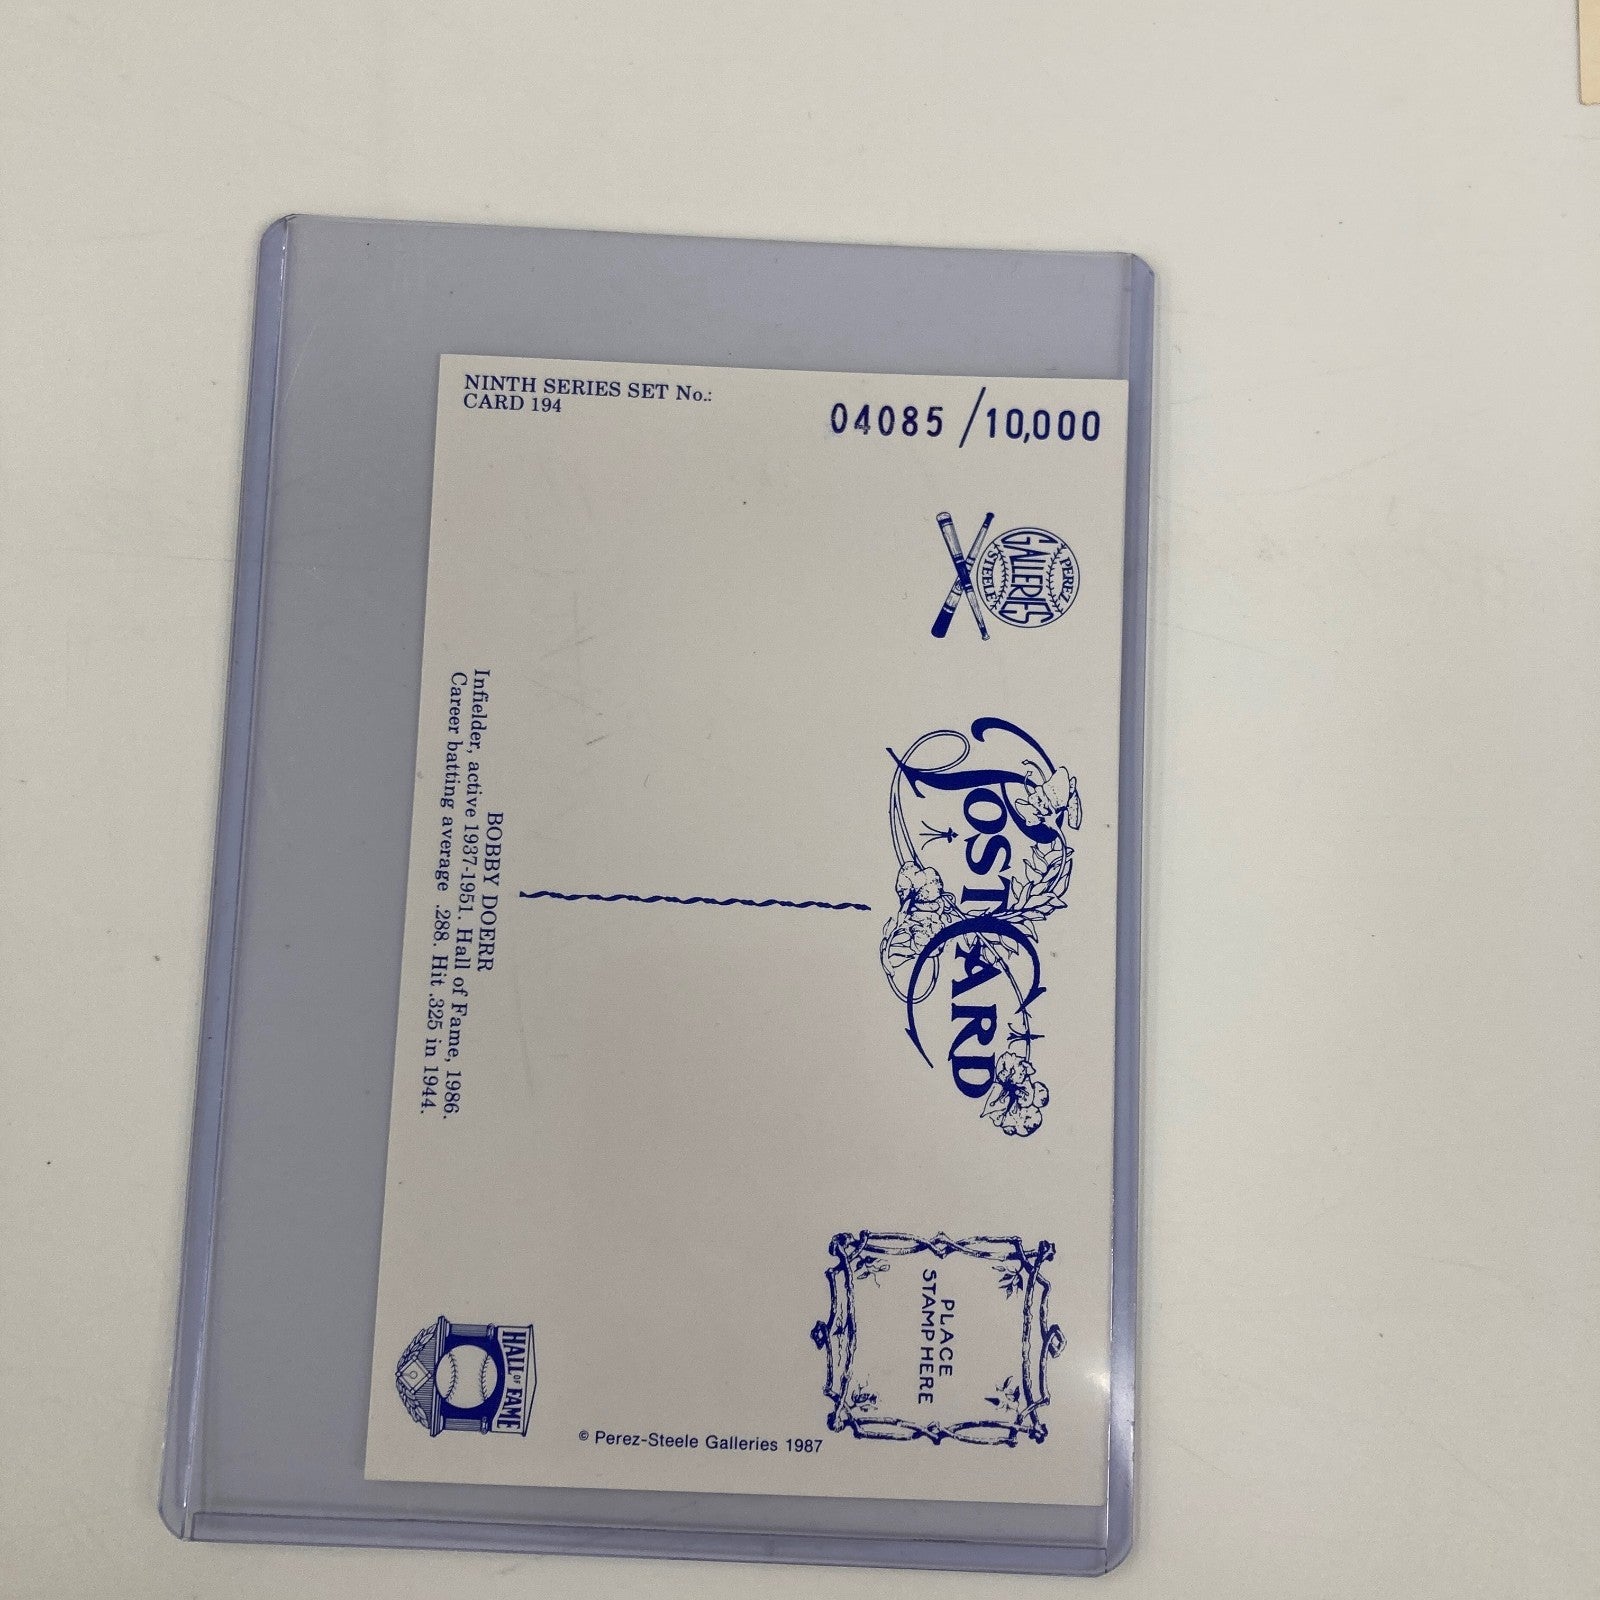 NINTH SERIES SET No.:
CARD 194
04085 / 10,000
PEREZ
GALLERIES
STEELE
POST CARD
BOBBY DOERR
Infielder, active 1937-1951. Hall of Fame, 1986.
Career batting average .288. Hit .325 in 1944.
PLACE
STAMP HERE
HALL OF FAME
© Perez-Steele Galleries 1987